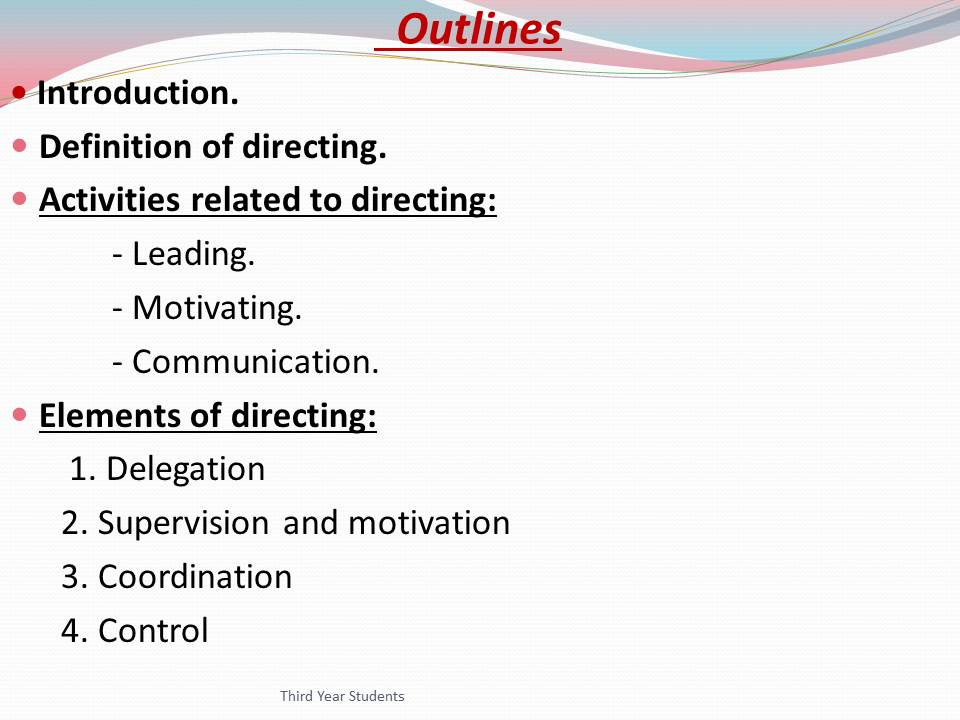 Outlines
• Introduction.
• Definition of directing.
• Activities related to directing:
- Leading.
- Motivating.
- Communication.
• Elements of directing:
1. Delegation
2. Supervision and motivation
3. Coordination
4. Control
Third Year Students